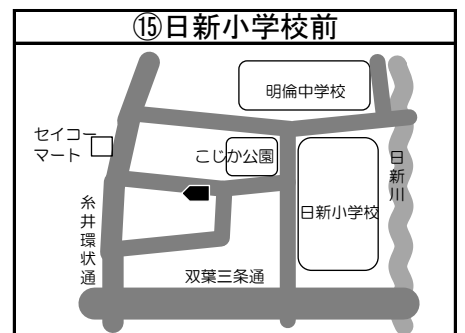 ⑮日新小学校前
明倫中学校
セイコー
マート
こじか公園
日新川
日新小学校
糸井環状通
双葉三条通